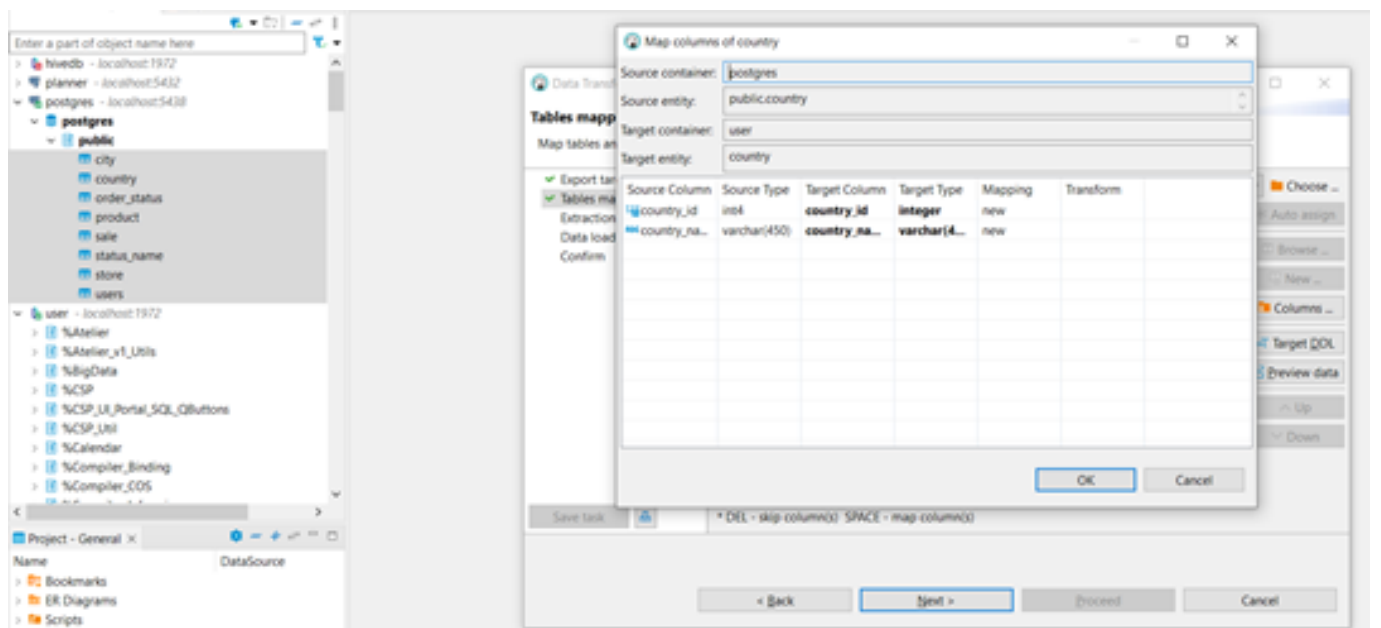 Enter a part of object name here
hivedb - localhost:1972
planner - localhost:5432
postgres - localhost:5438
postgres
public
city
country
order_status
product
sale
status_name
store
users
user - localhost:1972
%Atelier
%Atelier_v1_Utils
%BigData
%CSP
%CSP_UI_Portal_SQL_QButtons
%CSP_Util
%Calendar
%Compiler_Binding
%Compiler_COS
Project - General
Name DataSource
Bookmarks
ER Diagrams
Scripts
Data Transf
Tables mapp
Map tables an
Export tar
Tables ma
Extraction
Data load
Confirm
Save task
Map columns of country
Source container: postgres
Source entity: public.country
Target container: user
Target entity: country
Source Column Source Type Target Column Target Type Mapping Transform
country_id int4 country_id integer new
country_na... varchar(450) country_na... varchar(4... new
OK Cancel
* DEL - skip column(s) SPACE - map column(s)
Choose ...
Auto assign
Browse ...
New ...
Columns ...
Target DDL
Preview data
Up
Down
< Back Next > Proceed Cancel